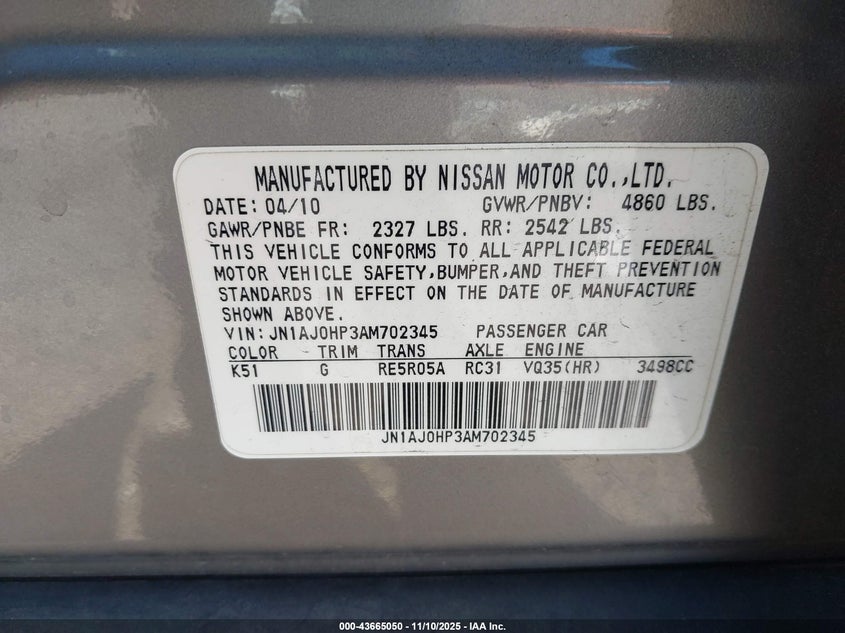 MANUFACTURED BY NISSAN MOTOR CO.,LTD.
DATE: 04/10 GVWR/PNBV: 4860 LBS.
GAWR/PNBE FR: 2327 LBS. RR: 2542 LBS.
THIS VEHICLE CONFORMS TO ALL APPLICABLE FEDERAL
MOTOR VEHICLE SAFETY,BUMPER,AND THEFT PREVENTION
STANDARDS IN EFFECT ON THE DATE OF MANUFACTURE
SHOWN ABOVE.
VIN: JN1AJ0HP3AM702345 PASSENGER CAR
COLOR TRIM TRANS AXLE ENGINE
K51 G RE5R05A RC31 VQ35(HR) 3498CC
JN1AJ0HP3AM702345
000-43665050 - 11/10/2025 - IAA Inc.